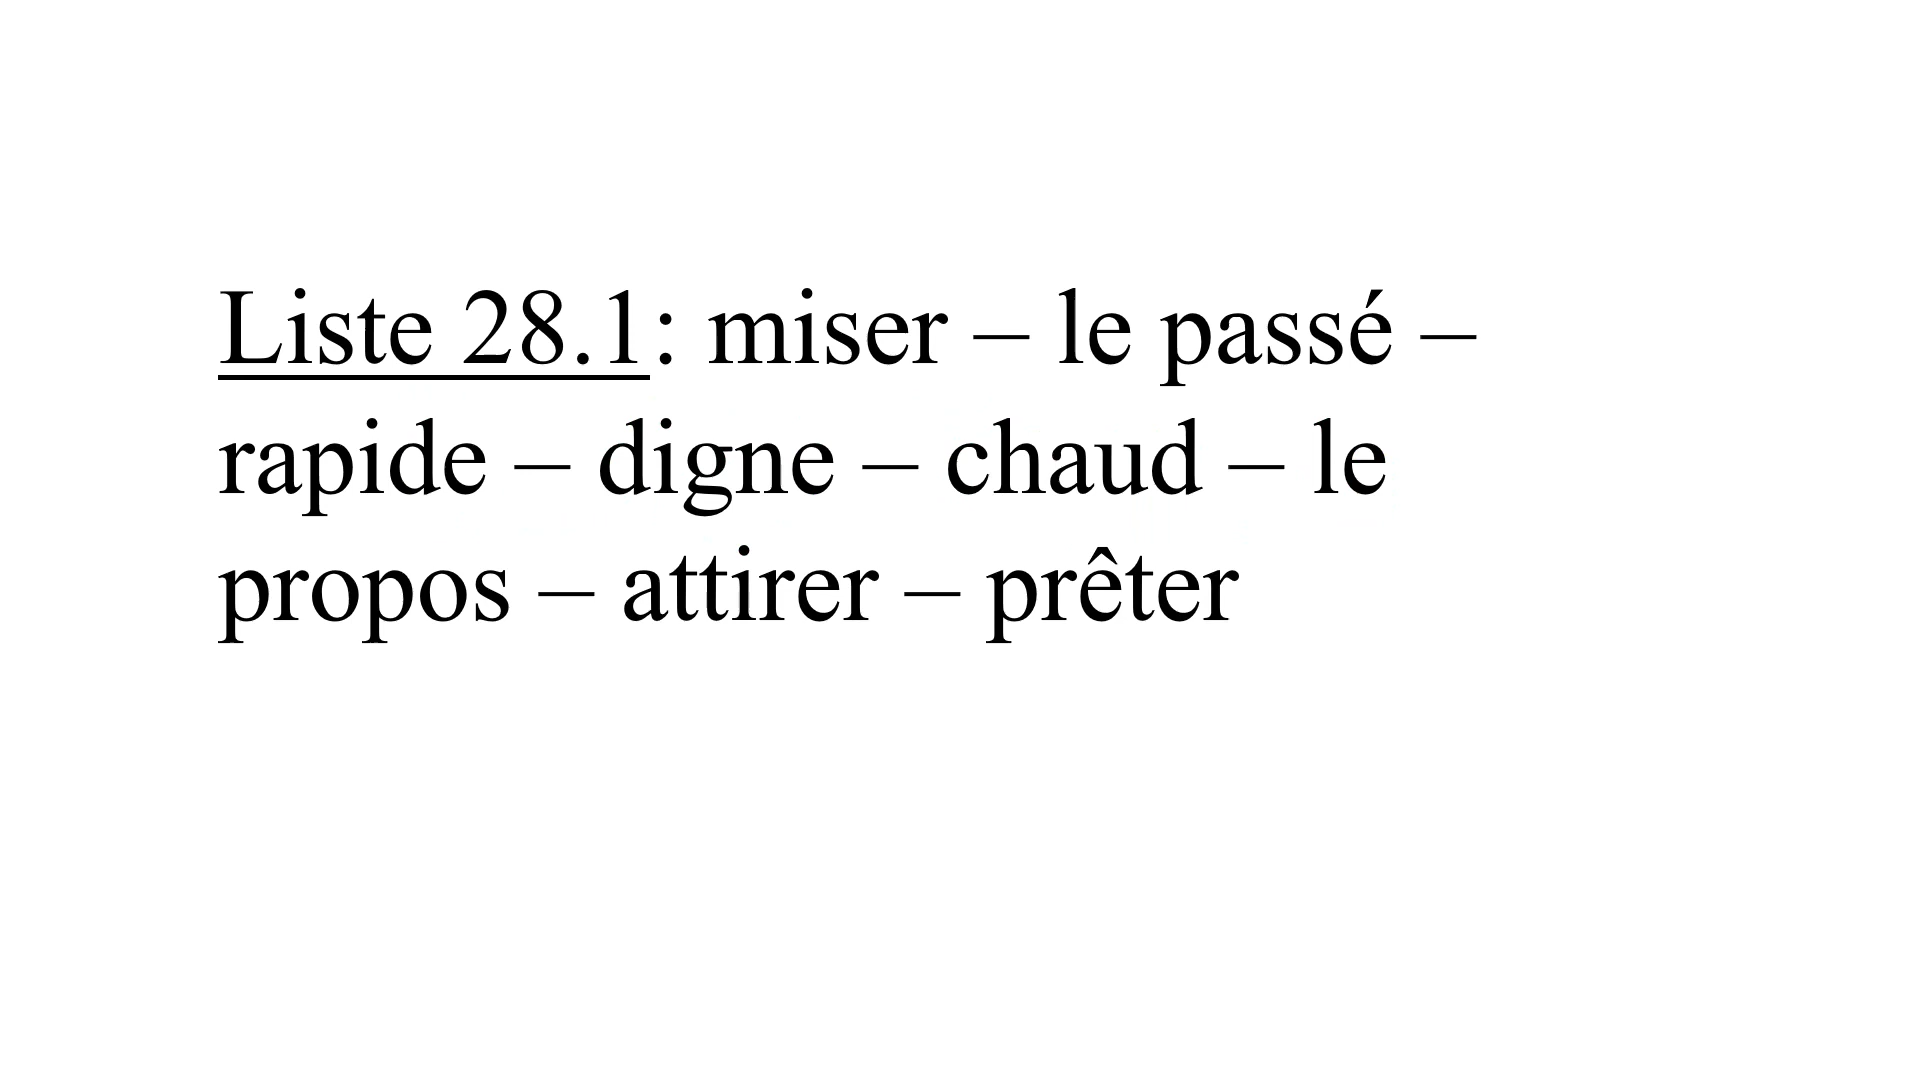 Liste 28.1: miser – le passé –
rapide – digne – chaud – le
propos – attirer – prêter